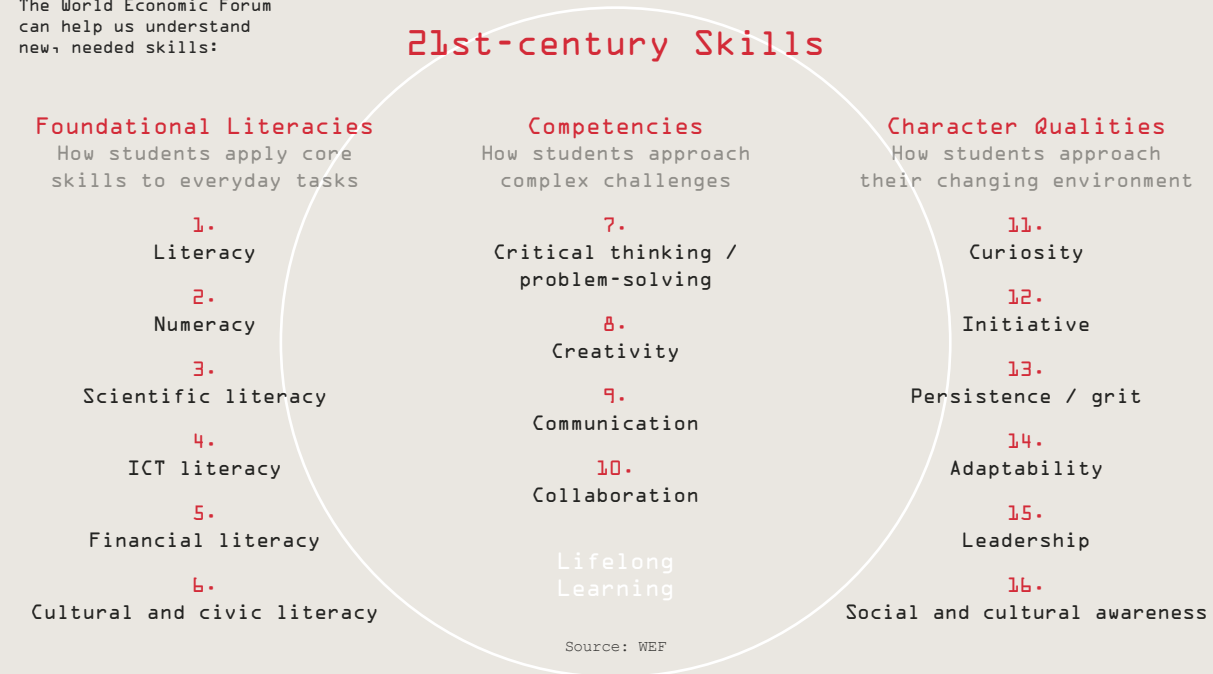 The World Economic Forum
can help us understand
new, needed skills:
21st-century Skills
Foundational Literacies
How students apply core
skills to everyday tasks
1.
Literacy
2.
Numeracy
3.
Scientific literacy
4.
ICT literacy
5.
Financial literacy
6.
Cultural and civic literacy
Competencies
How students approach
complex challenges
7.
Critical thinking /
problem-solving
8.
Creativity
9.
Communication
10.
Collaboration
Lifelong
Learning
Source: WEF
Character Qualities
How students approach
their changing environment
11.
Curiosity
12.
Initiative
13.
Persistence / grit
14.
Adaptability
15.
Leadership
16.
Social and cultural awareness